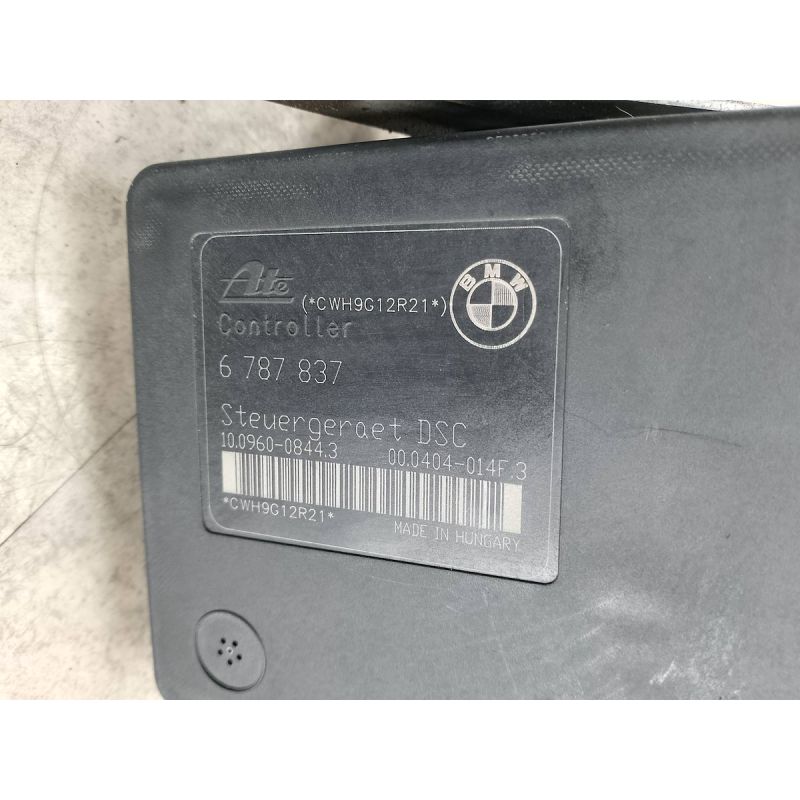 Ate
(*CWH9G12R21*)
BMW
Controller
6 787 837
Steuergeraet DSC
10.0960-0844.3 00.0404-014F.3
*CWH9G12R21*
MADE IN HUNGARY